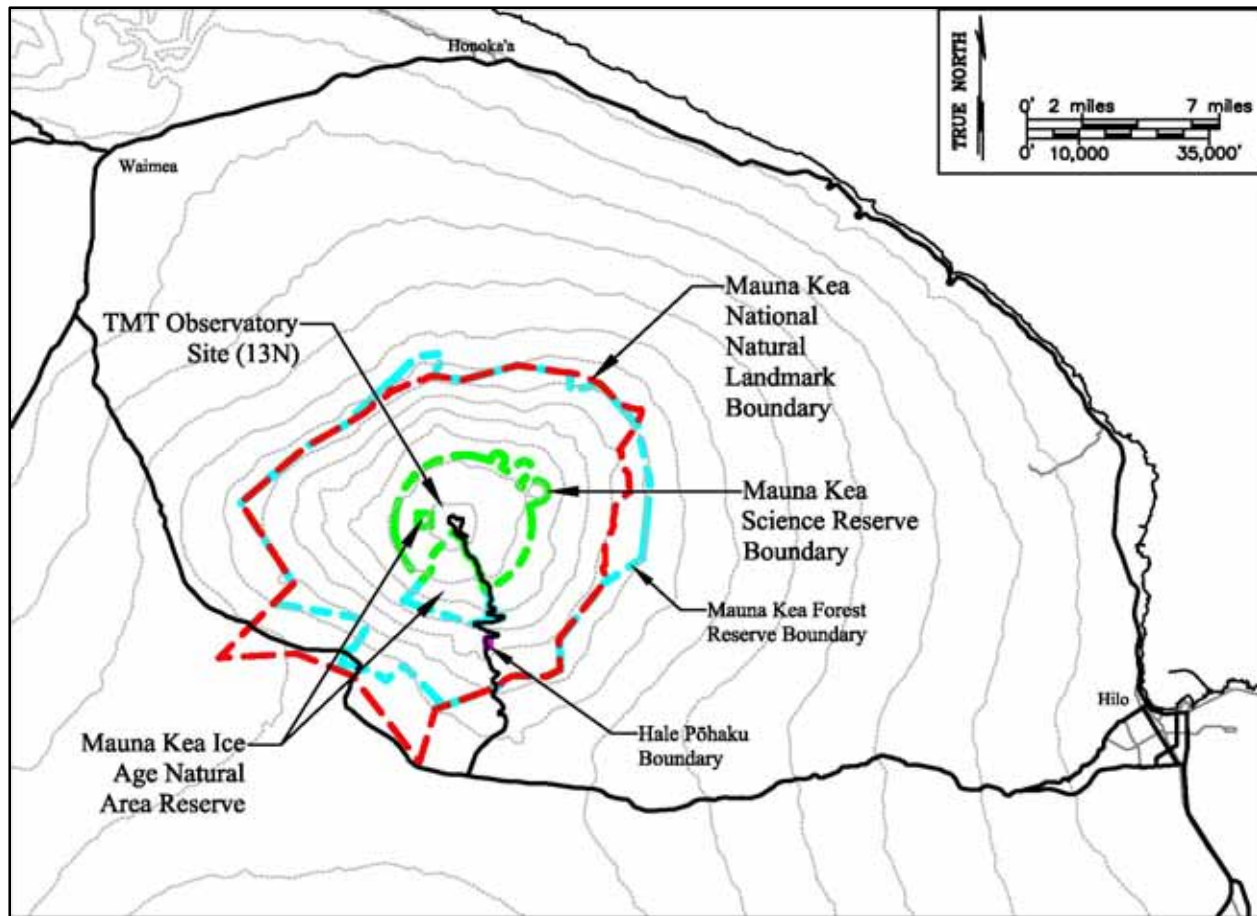 Honoka'a
TRUE NORTH
0' 2 miles 7 miles
0' 10,000 35,000'
Waimea
TMT Observatory
Site (13N)
Mauna Kea
National
Natural
Landmark
Boundary
Mauna Kea
Science Reserve
Boundary
Mauna Kea Forest
Reserve Boundary
Hilo
Hale Pōhaku
Boundary
Mauna Kea Ice
Age Natural
Area Reserve